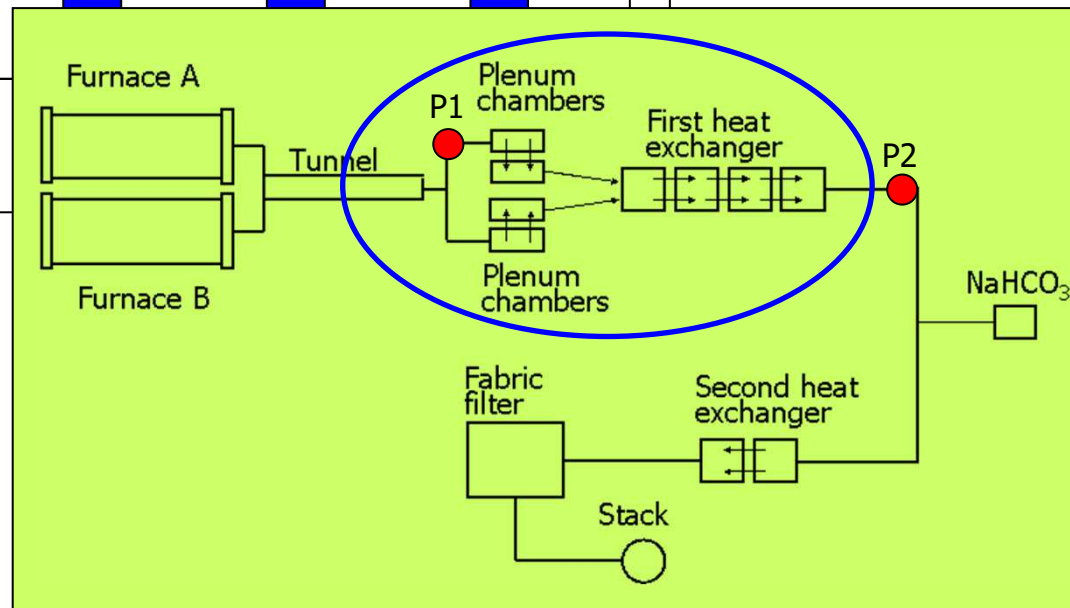 Furnace A
Tunnel
Furnace B
P1
Plenum
chambers
Plenum
chambers
First heat
exchanger
P2
NaHCO₃
Second heat
exchanger
Fabric
filter
Stack